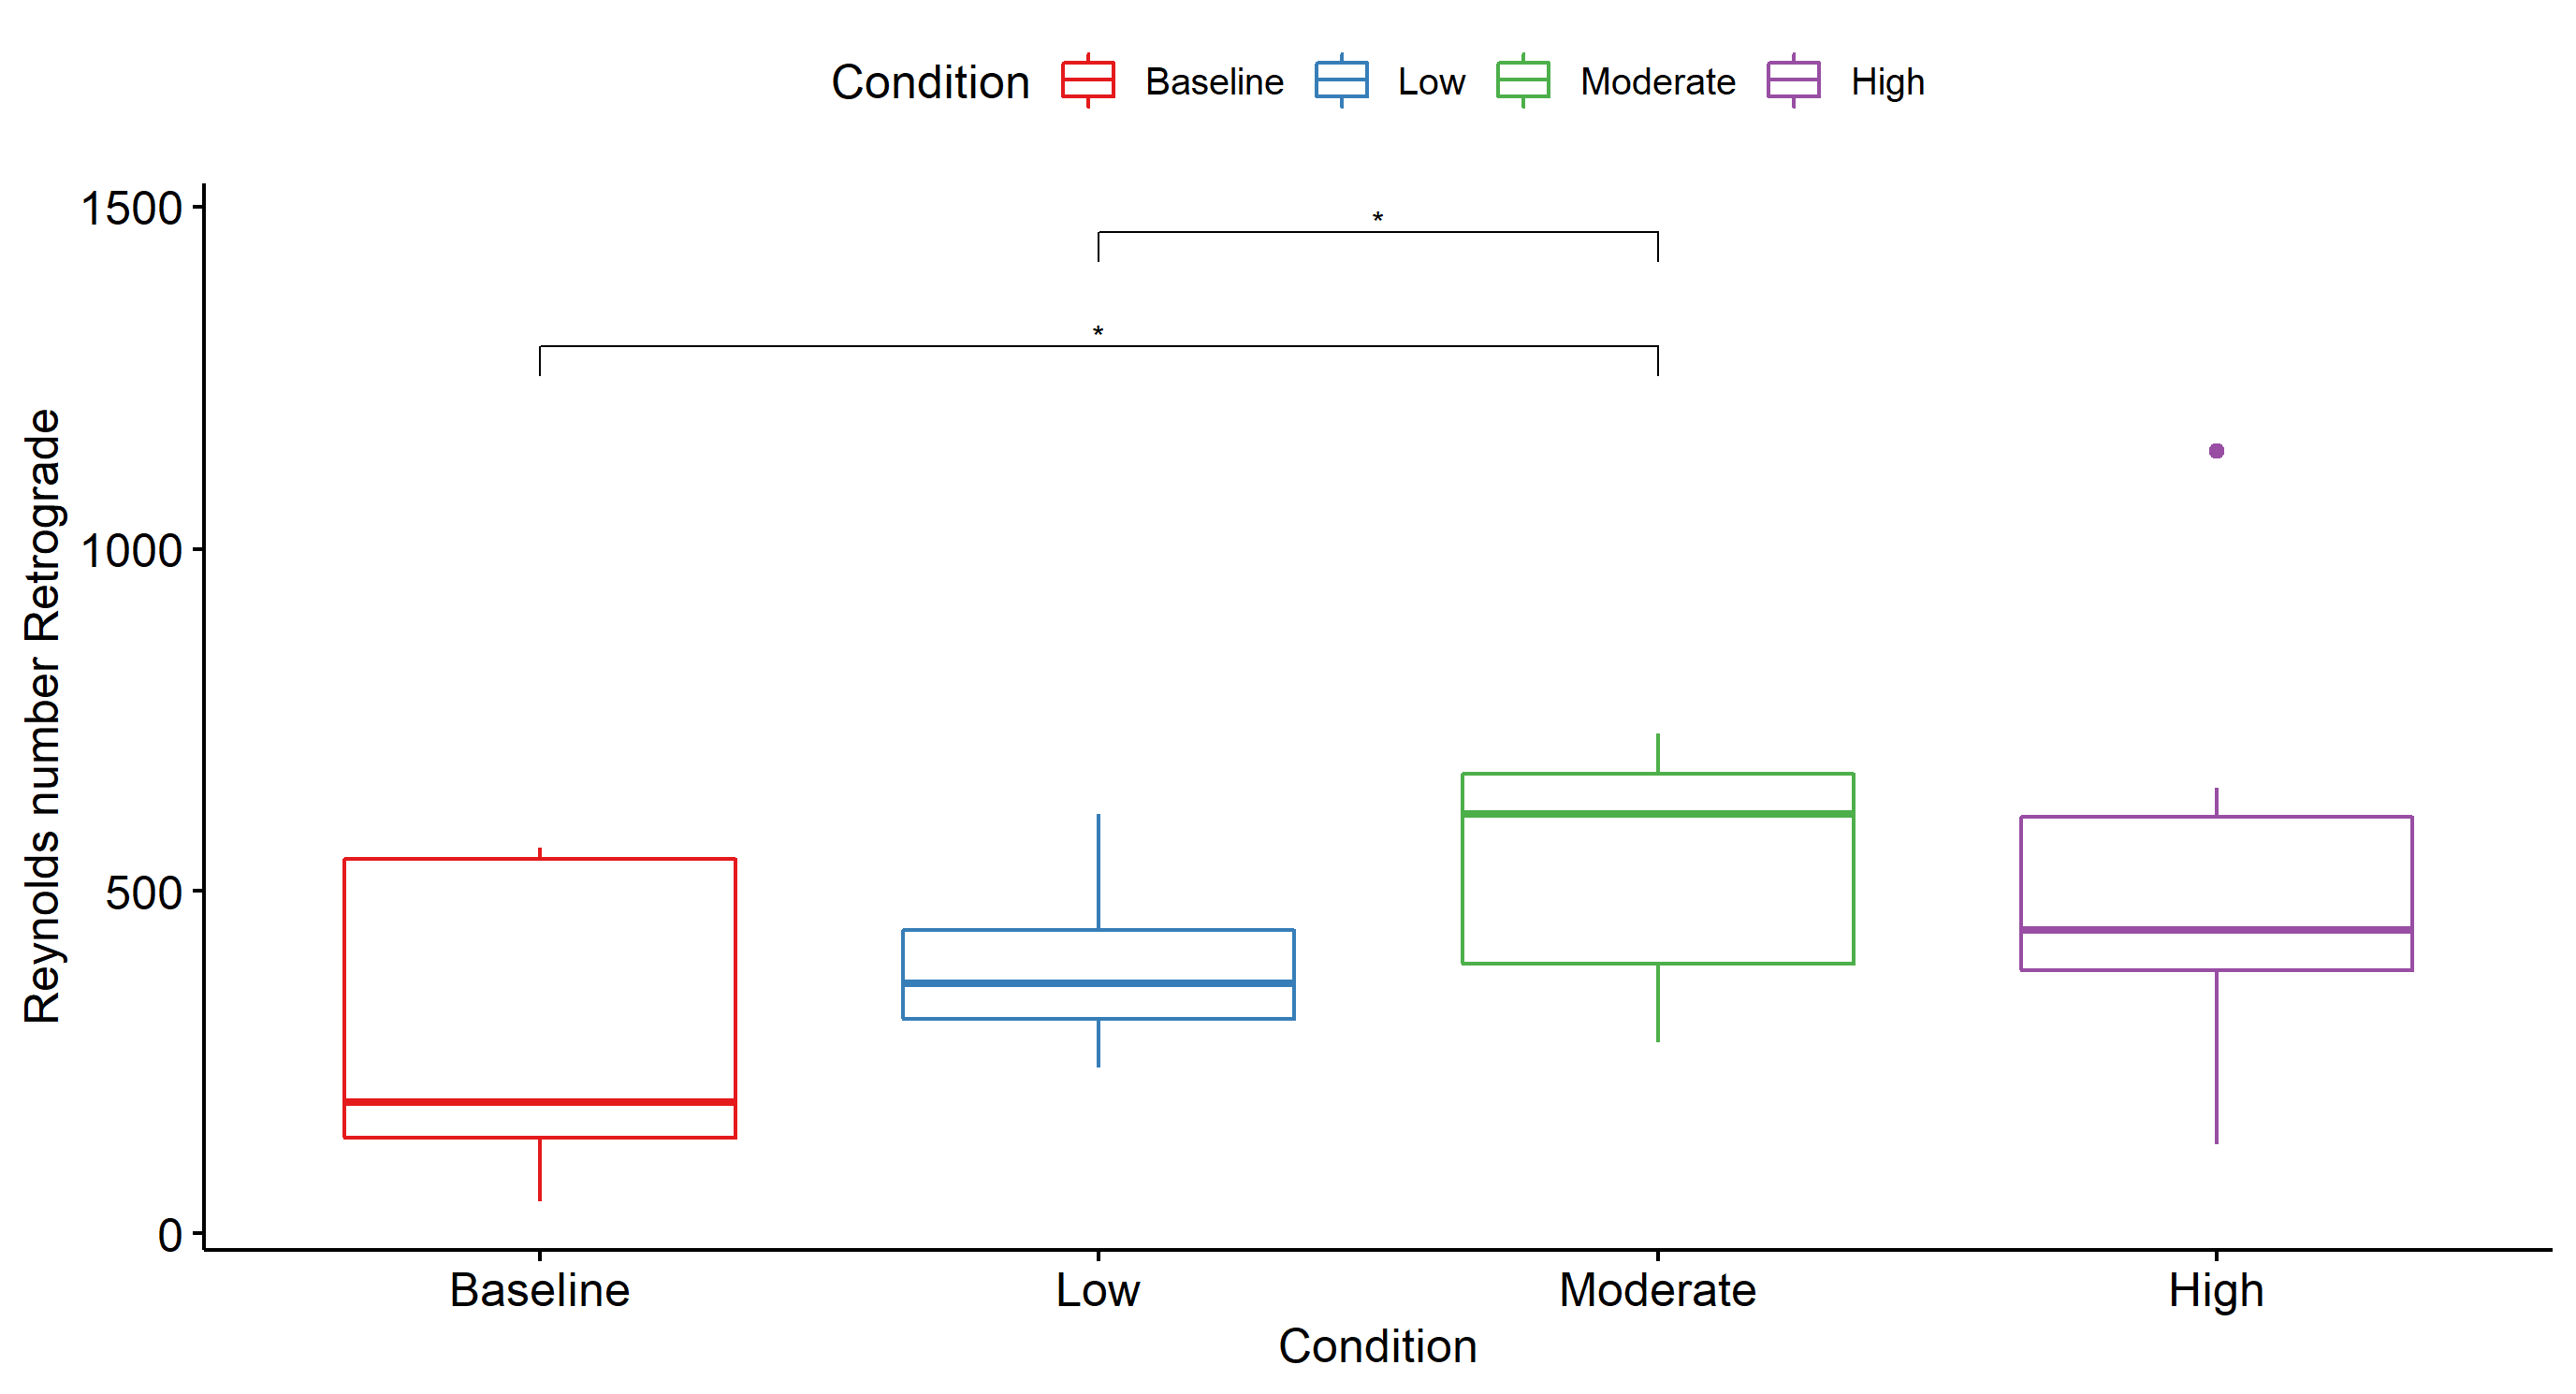 Condition Baseline Low Moderate High
1500
*
*
1000
500
0
Reynolds number Retrograde
Baseline Low Moderate High
Condition